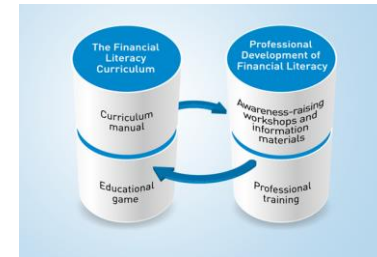 The Financial
Literacy
Curriculum
Curriculum
manual
Educational
game
Professional
Development of
Financial Literacy
Awareness-raising
workshops and
information
materials
Professional
training